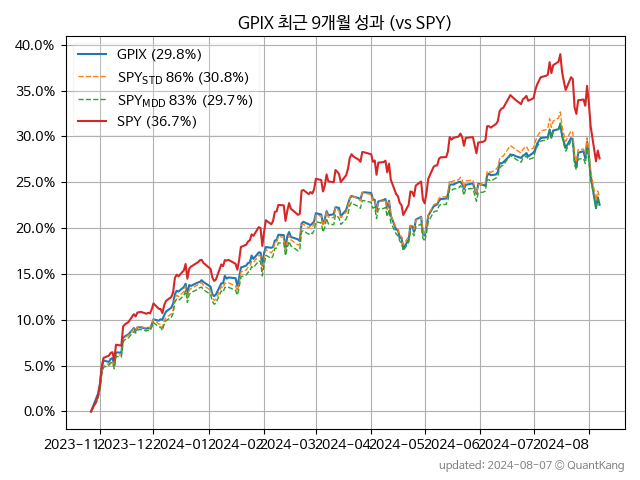 GPIX 최근 9개월 성과 (vs SPY)
40.0%
35.0%
30.0%
25.0%
20.0%
15.0%
10.0%
5.0%
0.0%
GPIX (29.8%)
SPY_STD 86% (30.8%)
SPY_MDD 83% (29.7%)
SPY (36.7%)
2023-11 2023-12 2024-01 2024-02 2024-03 2024-04 2024-05 2024-06 2024-07 2024-08
updated: 2024-08-07 © QuantKang